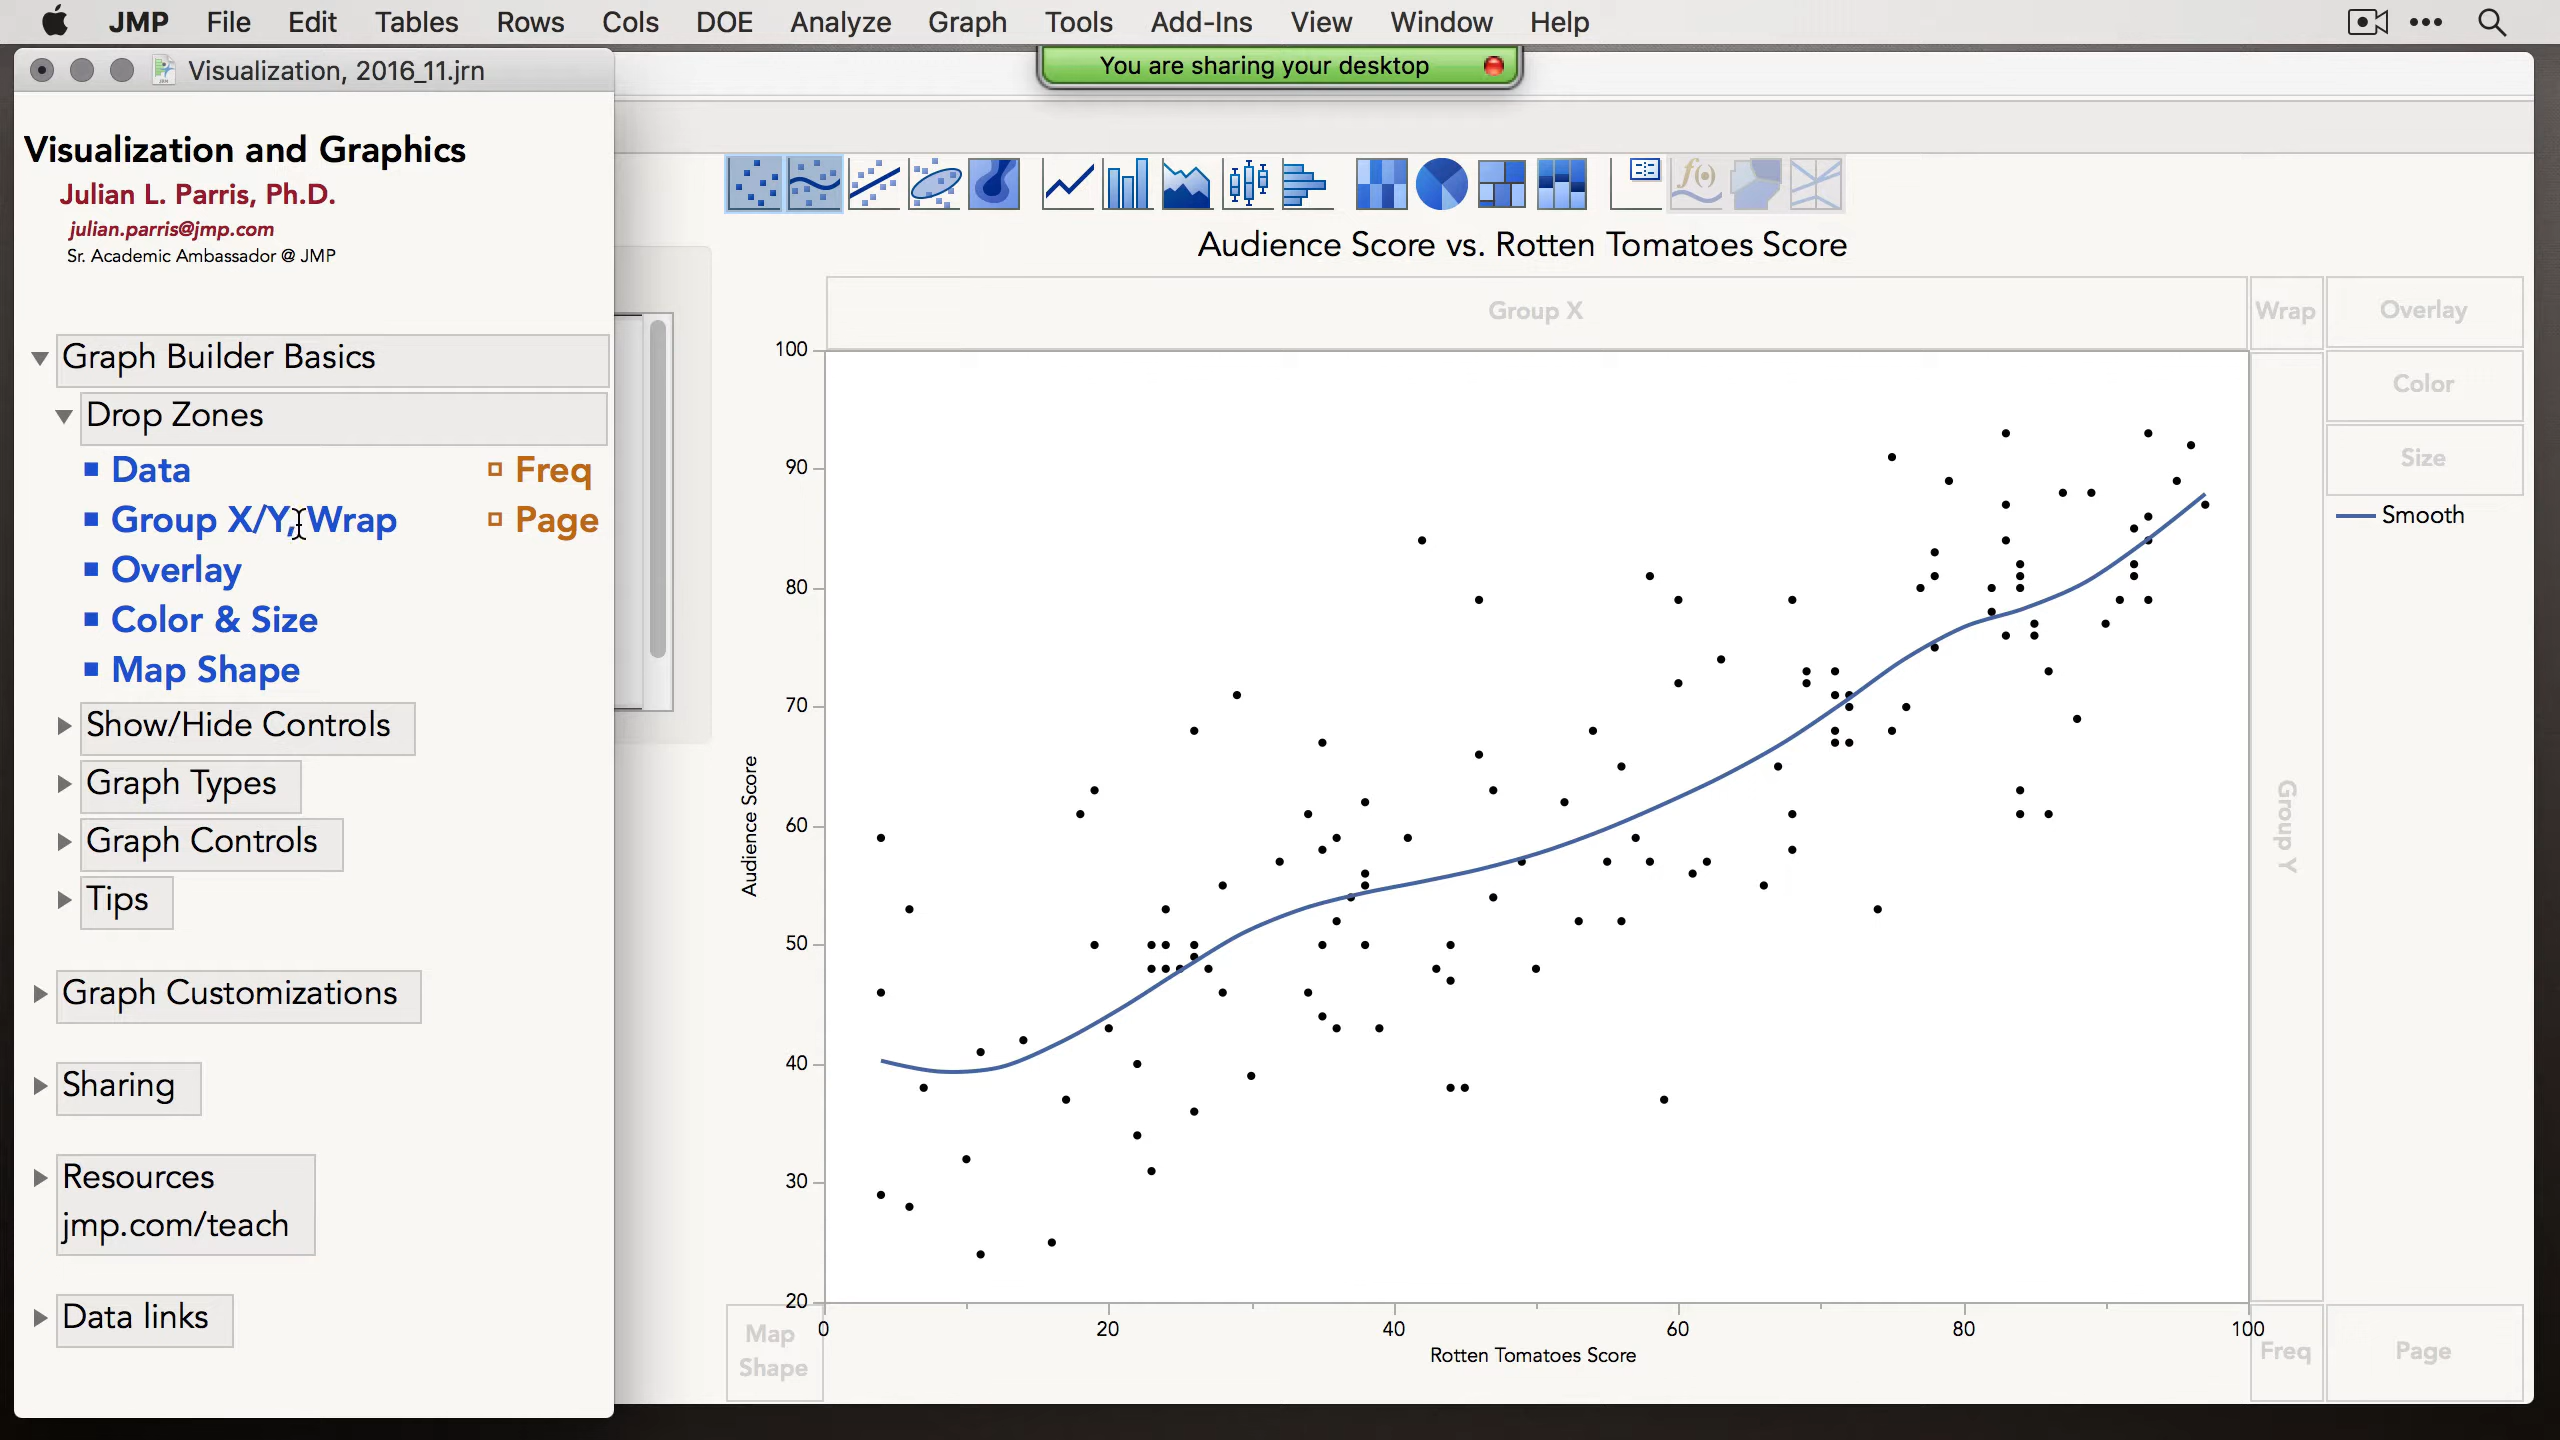 JMP File Edit Tables Rows Cols DOE Analyze Graph Tools Add-Ins View Window Help
You are sharing your desktop
Visualization, 2016_11.jrn
Visualization and Graphics
Julian L. Parris, Ph.D.
julian.parris@jmp.com
Sr. Academic Ambassador @ JMP
Graph Builder Basics
Drop Zones
Data
Freq
Group X/Y, Wrap
Page
Overlay
Color & Size
Map Shape
Show/Hide Controls
Graph Types
Graph Controls
Tips
Graph Customizations
Sharing
Resources
jmp.com/teach
Data links
Audience Score vs. Rotten Tomatoes Score
Group X
Wrap
Overlay
Color
Size
Smooth
Group Y
100
90
80
70
60
50
40
30
20
Audience Score
0 20 40 60 80 100
Rotten Tomatoes Score
Map
Shape
Freq
Page